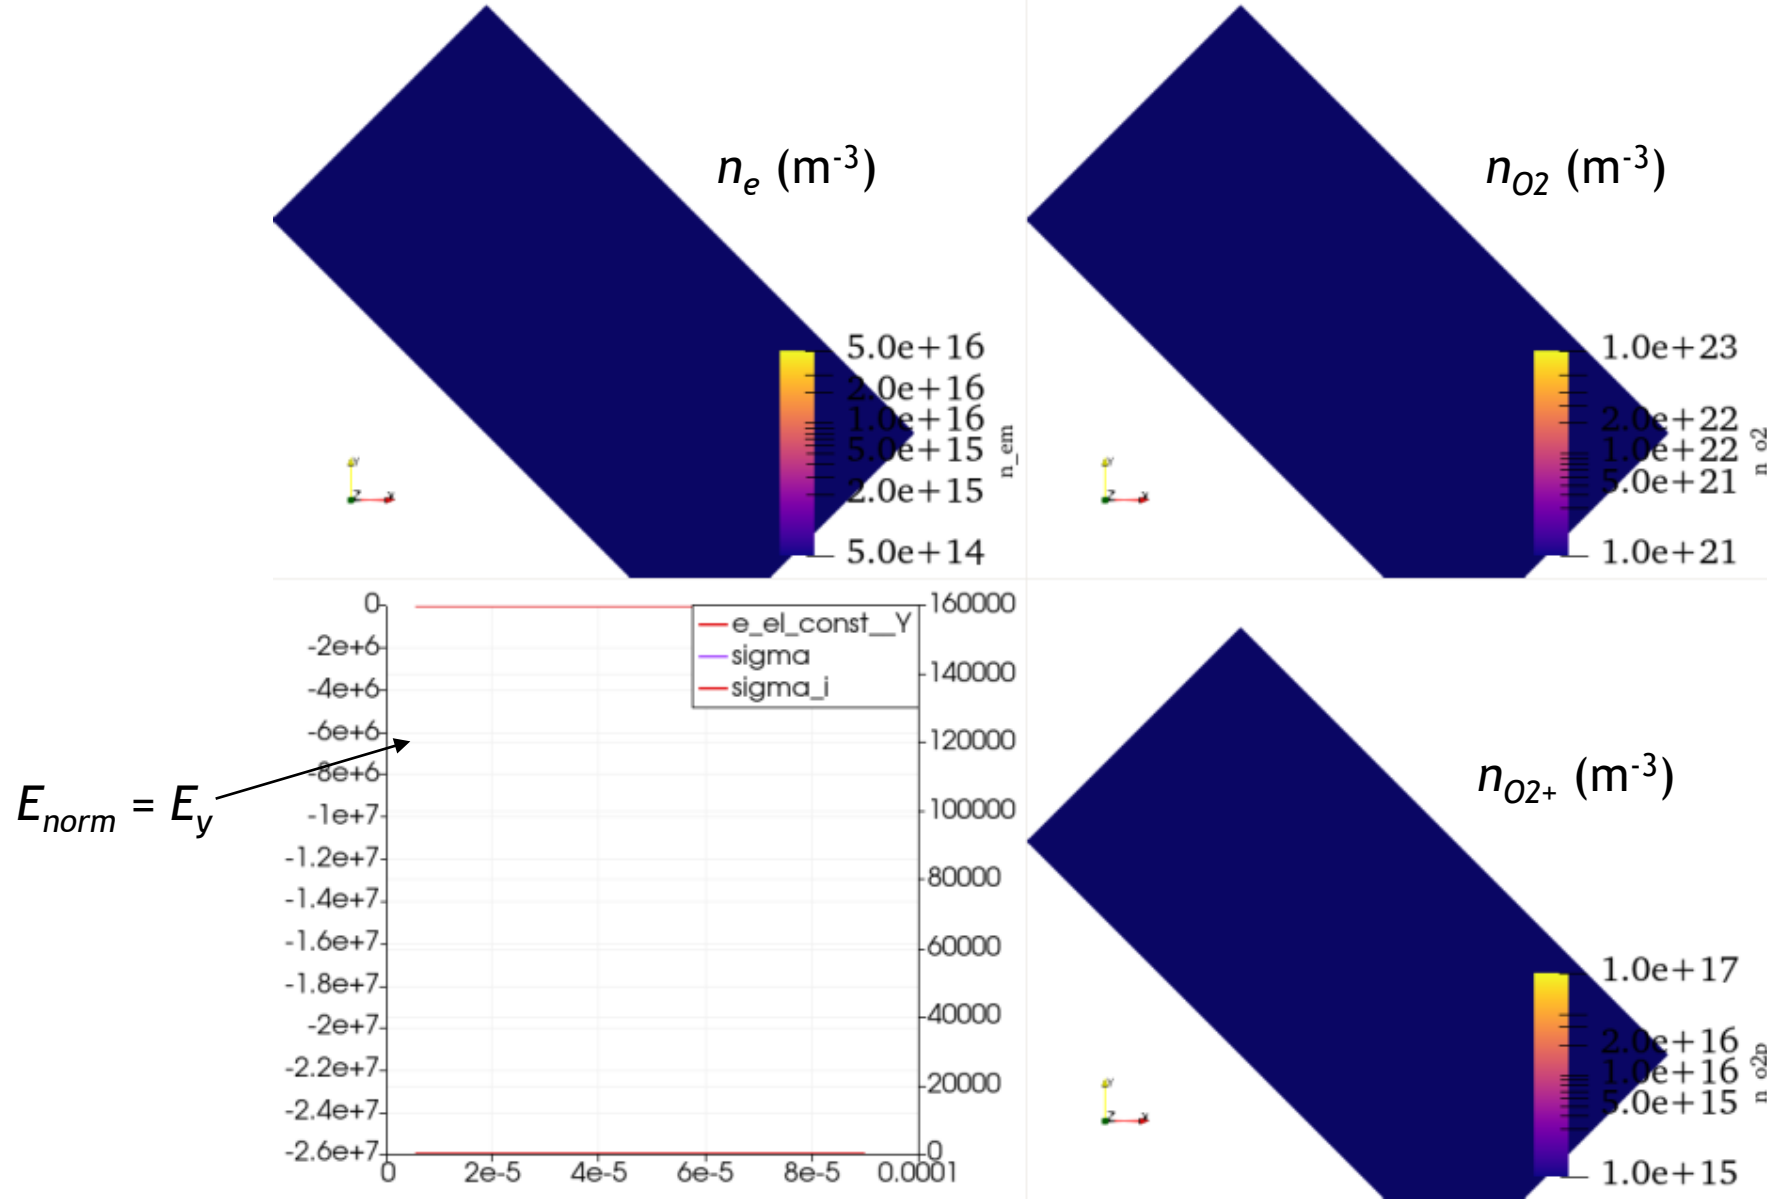 n_e (m^-3)
5.0e+16
2.0e+16
1.0e+16
5.0e+15
2.0e+15
5.0e+14
n_em
Y
Z
X
n_O2 (m^-3)
1.0e+23
2.0e+22
1.0e+22
5.0e+21
1.0e+21
n_o2
Y
Z
X
E_norm = E_y
0
-2e+6
-4e+6
-6e+6
-8e+6
-1e+7
-1.2e+7
-1.4e+7
-1.6e+7
-1.8e+7
-2e+7
-2.2e+7
-2.4e+7
-2.6e+7
e_el_const__Y
sigma
sigma_i
160000
140000
120000
100000
80000
60000
40000
20000
0
0
2e-5
4e-5
6e-5
8e-5
0.0001
n_O2+ (m^-3)
1.0e+17
2.0e+16
1.0e+16
5.0e+15
1.0e+15
n_o2p
Y
Z
X